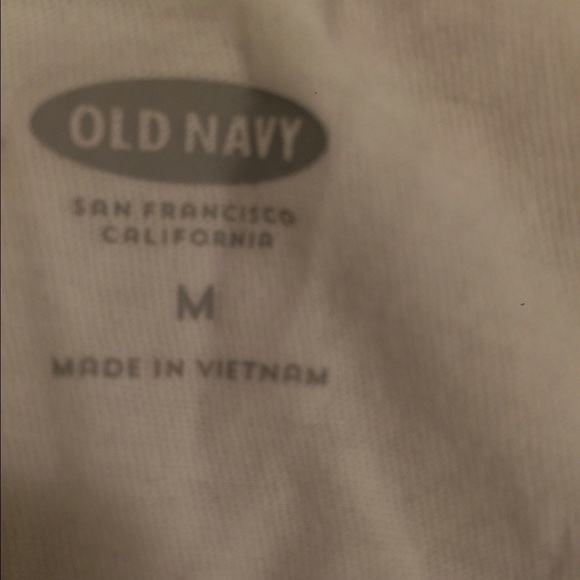 OLD NAVY
SAN FRANCISCO
CALIFORNIA
M
MADE IN VIETNAM